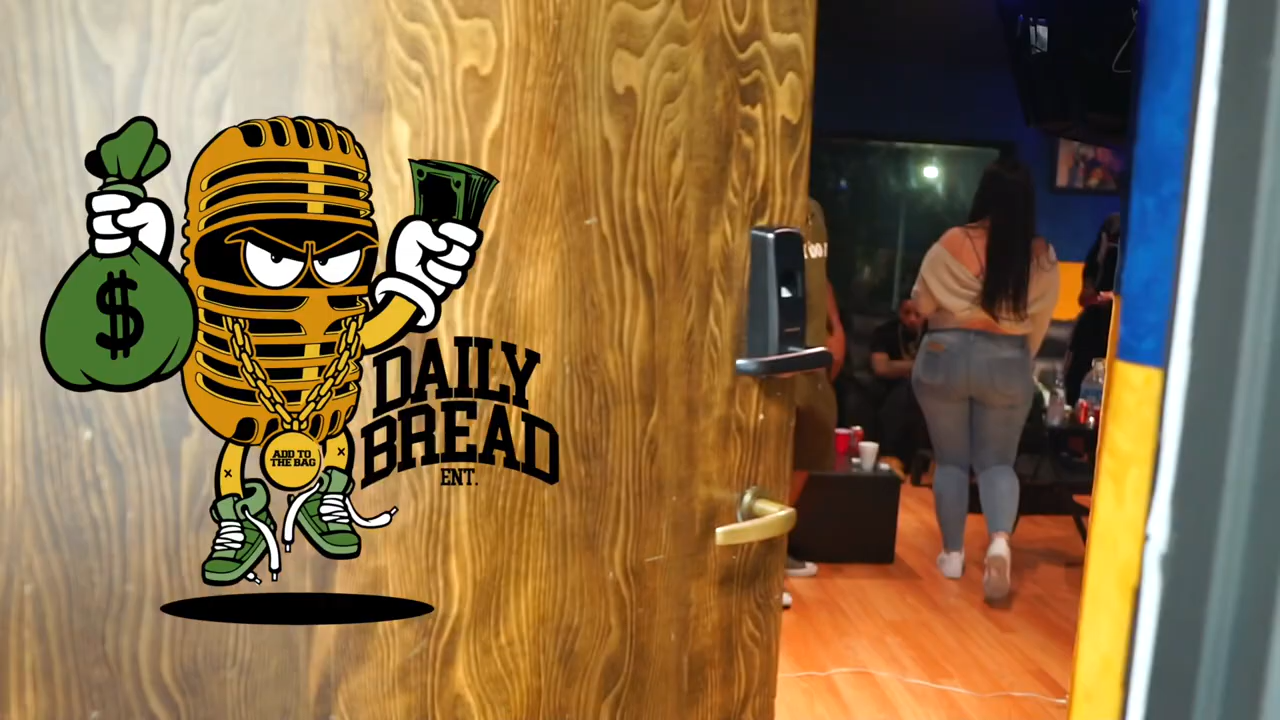 $
DAILY
BREAD
ENT.
ADD TO
THE BAG